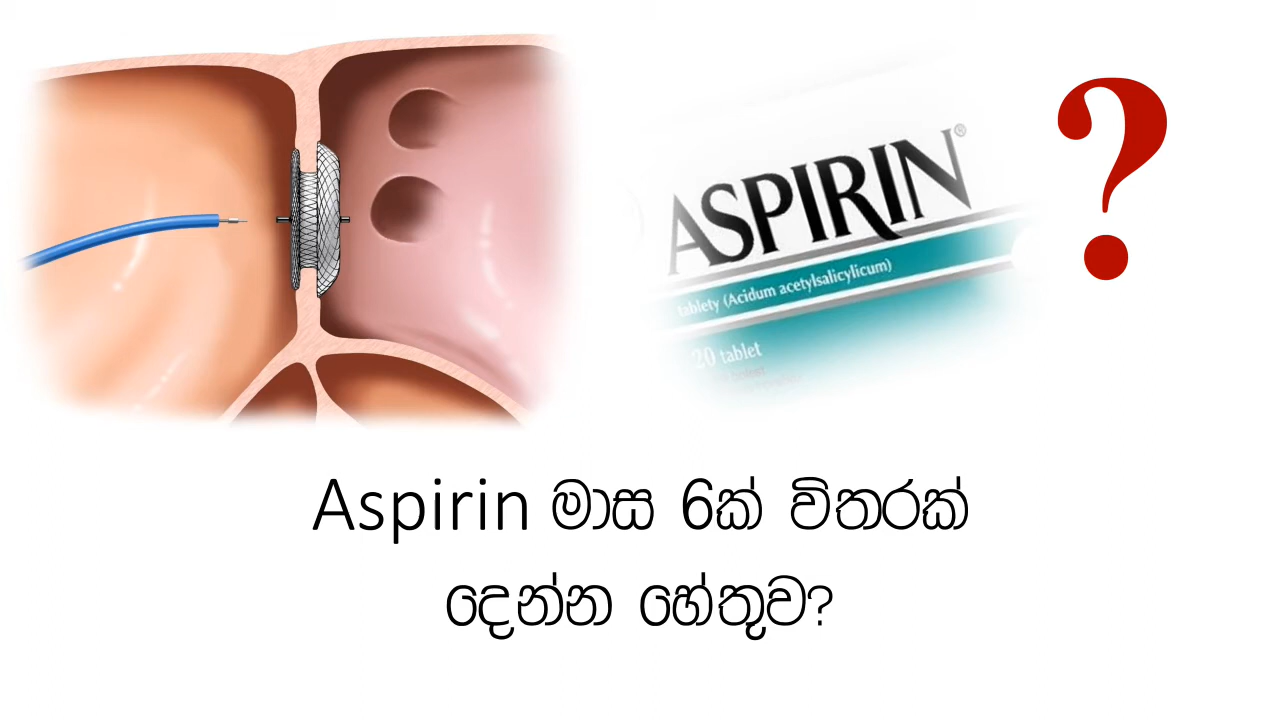 ASPIRIN®
tablety (Acidum acetylsalicylicum)
20 tablet
?
Aspirin මාස 6ක් විතරක්
දෙන්න හේතුව?